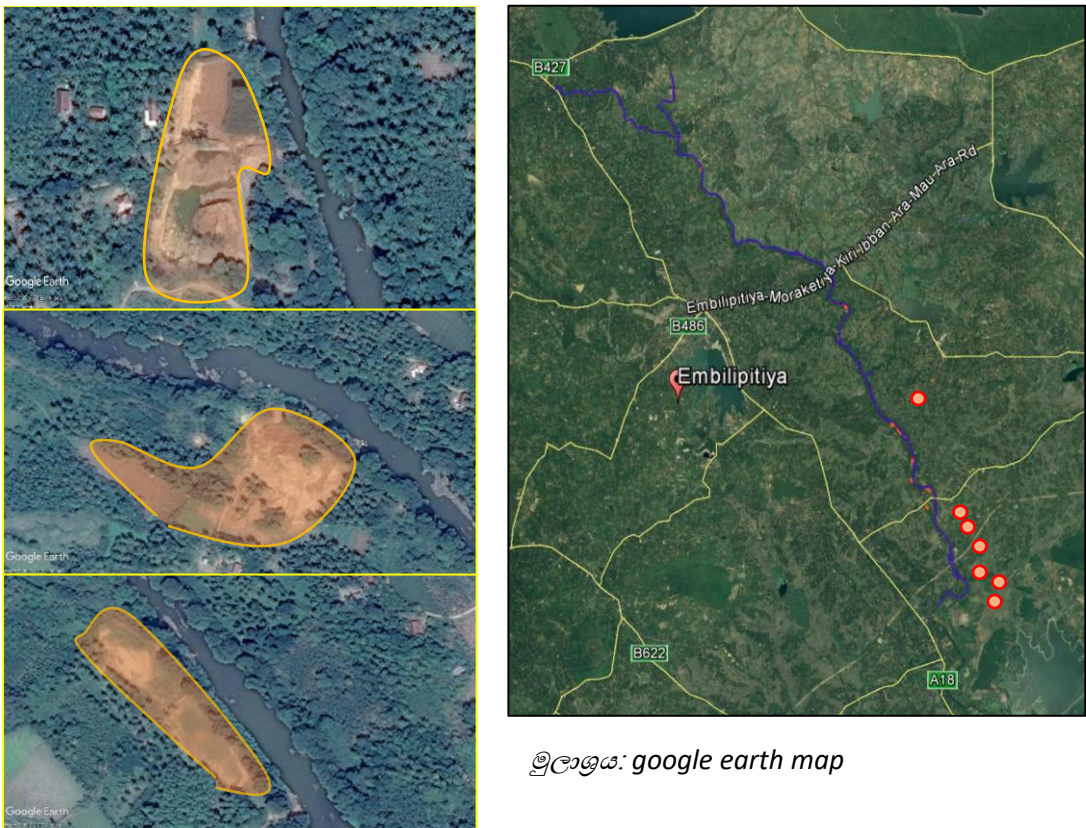 Google Earth
Google Earth
Google Earth
B427
Embilipitiya-Moraketiya-Kiri-Ibban-Ara-Mau-Ara-Rd
B486
Embilipitiya
B622
A18
මූලාශ්‍රය: google earth map